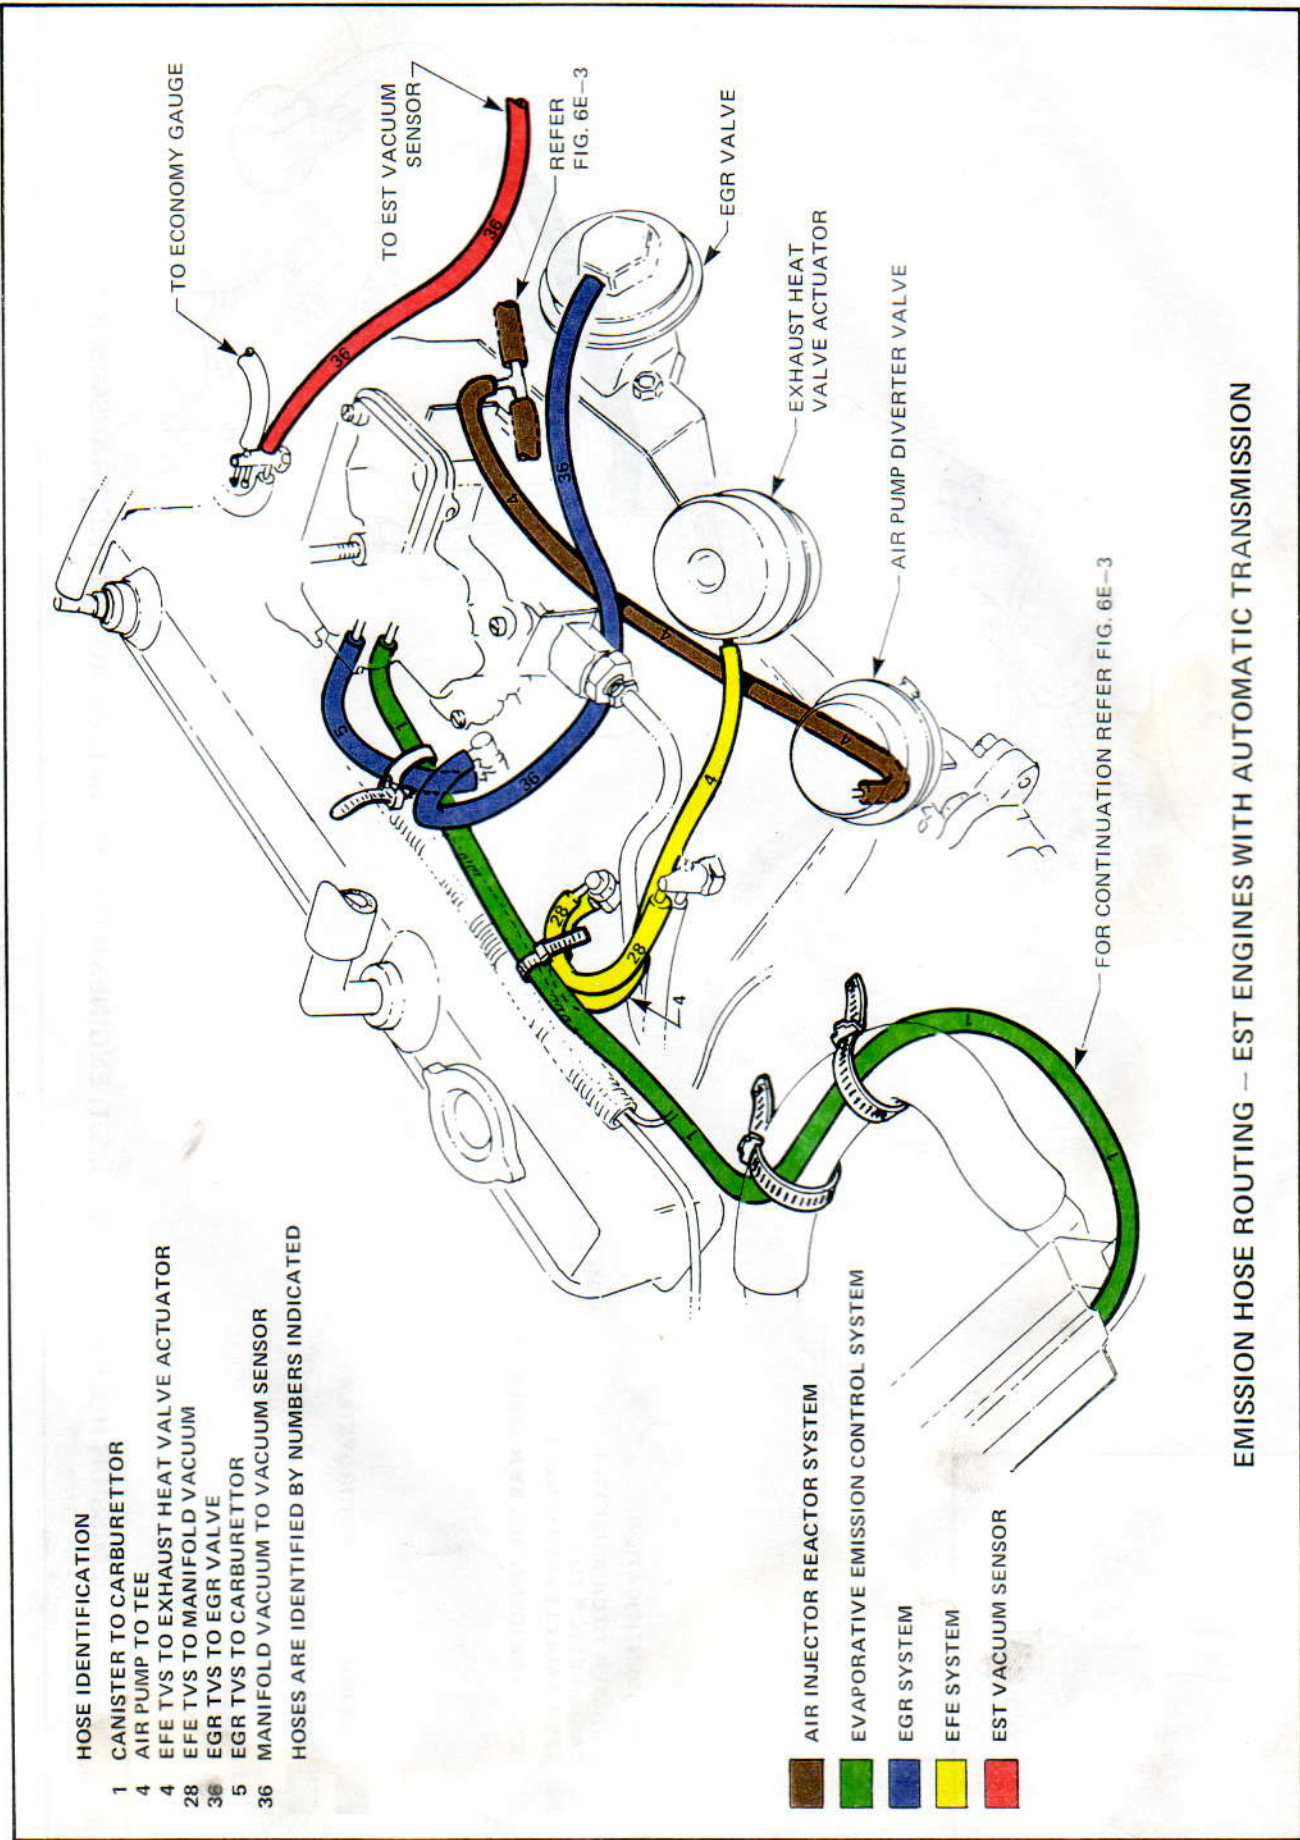 HOSE IDENTIFICATION
1 CANISTER TO CARBURETTOR
4 AIR PUMP TO TEE
4 EFE TVS TO EXHAUST HEAT VALVE ACTUATOR
28 EFE TVS TO MANIFOLD VACUUM
36 EGR TVS TO EGR VALVE
5 EGR TVS TO CARBURETTOR
36 MANIFOLD VACUUM TO VACUUM SENSOR
HOSES ARE IDENTIFIED BY NUMBERS INDICATED
TO ECONOMY GAUGE
TO EST VACUUM
SENSOR
36
36
REFER
FIG. 6E–3
EGR VALVE
EXHAUST HEAT
VALVE ACTUATOR
AIR PUMP DIVERTER VALVE
FOR CONTINUATION REFER FIG. 6E–3
5
1
36
36
4
4
4
4
28
28
4
1
1
1
AIR INJECTOR REACTOR SYSTEM
EVAPORATIVE EMISSION CONTROL SYSTEM
EGR SYSTEM
EFE SYSTEM
EST VACUUM SENSOR
EMISSION HOSE ROUTING – EST ENGINES WITH AUTOMATIC TRANSMISSION